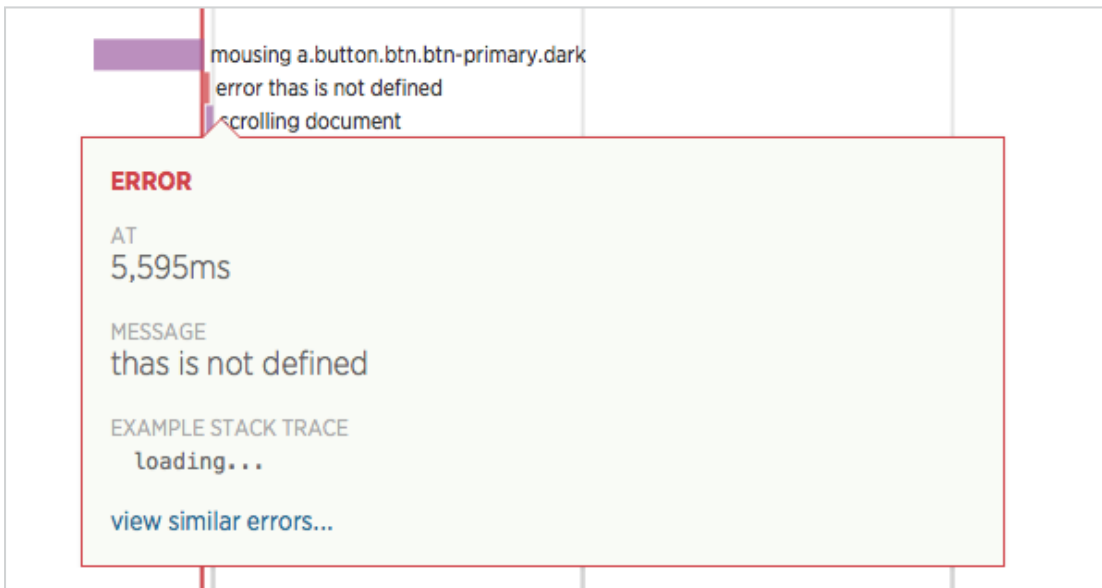 mousing a.button.btn.btn-primary.dark
error thas is not defined
scrolling document
ERROR
AT
5,595ms
MESSAGE
thas is not defined
EXAMPLE STACK TRACE
loading...
view similar errors...